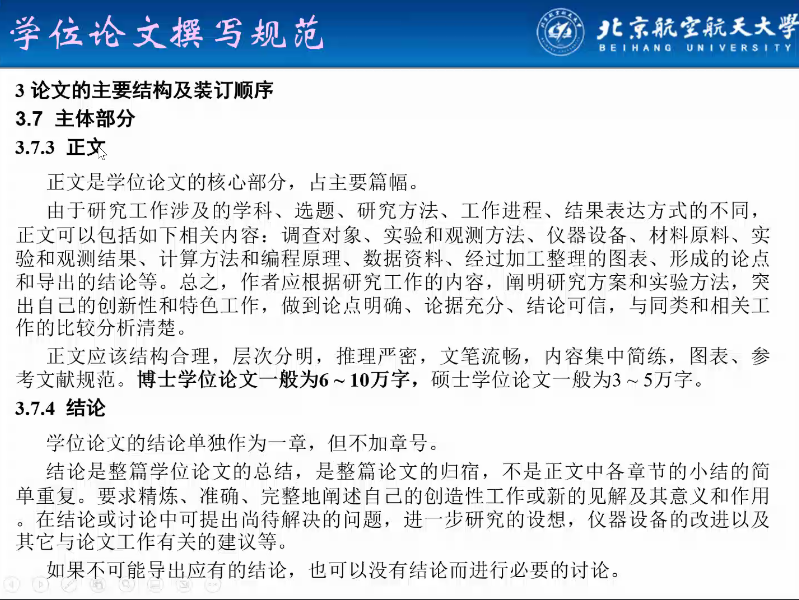 学位论文撰写规范
北京航空航天大学
BEIHANG UNIVERSITY
3 论文的主要结构及装订顺序
3.7 主体部分
3.7.3 正文
正文是学位论文的核心部分，占主要篇幅。
由于研究工作涉及的学科、选题、研究方法、工作进程、结果表达方式的不同，
正文可以包括如下相关内容：调查对象、实验和观测方法、仪器设备、材料原料、实
验和观测结果、计算方法和编程原理、数据资料、经过加工整理的图表、形成的论点
和导出的结论等。总之，作者应根据研究工作的内容，阐明研究方案和实验方法，突
出自己的创新性和特色工作，做到论点明确、论据充分、结论可信，与同类和相关工
作的比较分析清楚。
正文应该结构合理，层次分明，推理严密，文笔流畅，内容集中简练，图表、参
考文献规范。博士学位论文一般为6 ~ 10万字，硕士学位论文一般为3 ~ 5万字。
3.7.4 结论
学位论文的结论单独作为一章，但不加章号。
结论是整篇学位论文的总结，是整篇论文的归宿，不是正文中各章节的小结的简
单重复。要求精炼、准确、完整地阐述自己的创造性工作或新的见解及其意义和作用
。在结论或讨论中可提出尚待解决的问题，进一步研究的设想，仪器设备的改进以及
其它与论文工作有关的建议等。
如果不可能导出应有的结论，也可以没有结论而进行必要的讨论。